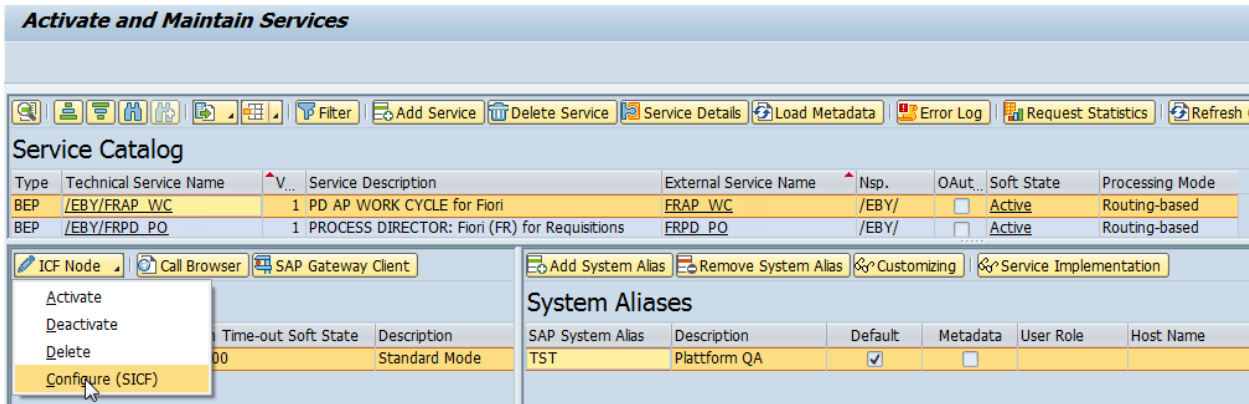 Activate and Maintain Services
Filter Add Service Delete Service Service Details Load Metadata Error Log Request Statistics Refresh
Service Catalog
Type Technical Service Name V... Service Description External Service Name Nsp. OAut... Soft State Processing Mode
BEP /EBY/FRAP_WC 1 PD AP WORK CYCLE for Fiori FRAP_WC /EBY/ Active Routing-based
BEP /EBY/FRPD_PO 1 PROCESS DIRECTOR: Fiori (FR) for Requisitions FRPD_PO /EBY/ Active Routing-based
ICF Node Call Browser SAP Gateway Client
Activate
Deactivate
Delete
Configure (SICF)
Time-out Soft State Description
00 Standard Mode
Add System Alias Remove System Alias Customizing Service Implementation
System Aliases
SAP System Alias Description Default Metadata User Role Host Name
TST Plattform QA